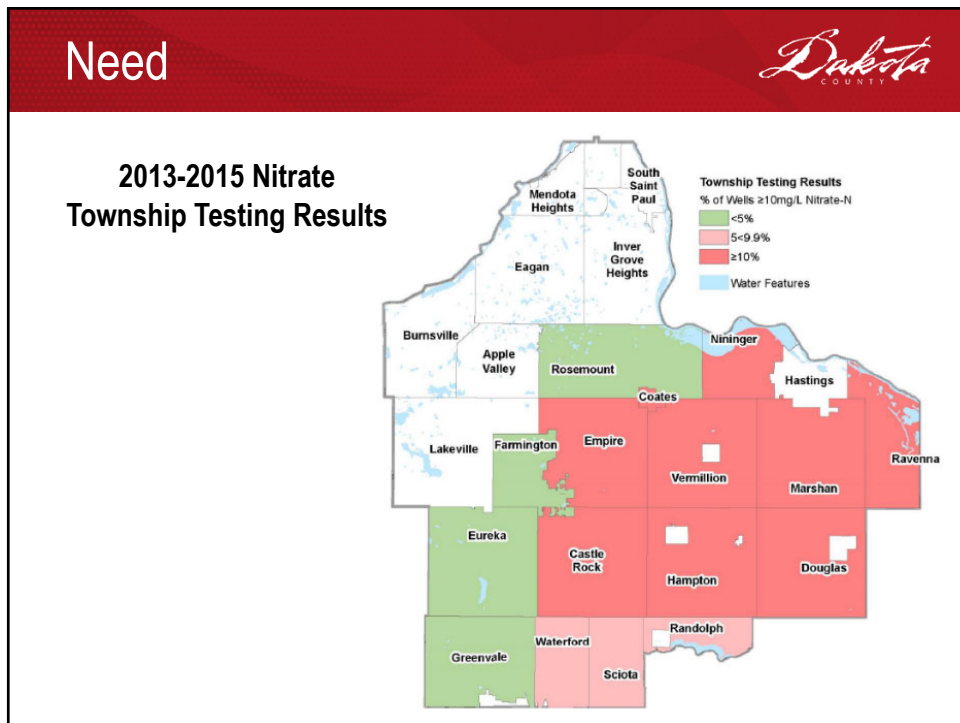 Need
Dakota
COUNTY
2013-2015 Nitrate
Township Testing Results
Township Testing Results
% of Wells ≥10mg/L Nitrate-N
<5%
5<9.9%
≥10%
Water Features
South
Saint
Paul
Mendota
Heights
Inver
Grove
Heights
Eagan
Burnsville
Apple
Valley
Rosemount
Nininger
Hastings
Coates
Lakeville
Farmington
Empire
Vermillion
Marshan
Ravenna
Eureka
Castle
Rock
Hampton
Douglas
Greenvale
Waterford
Sciota
Randolph